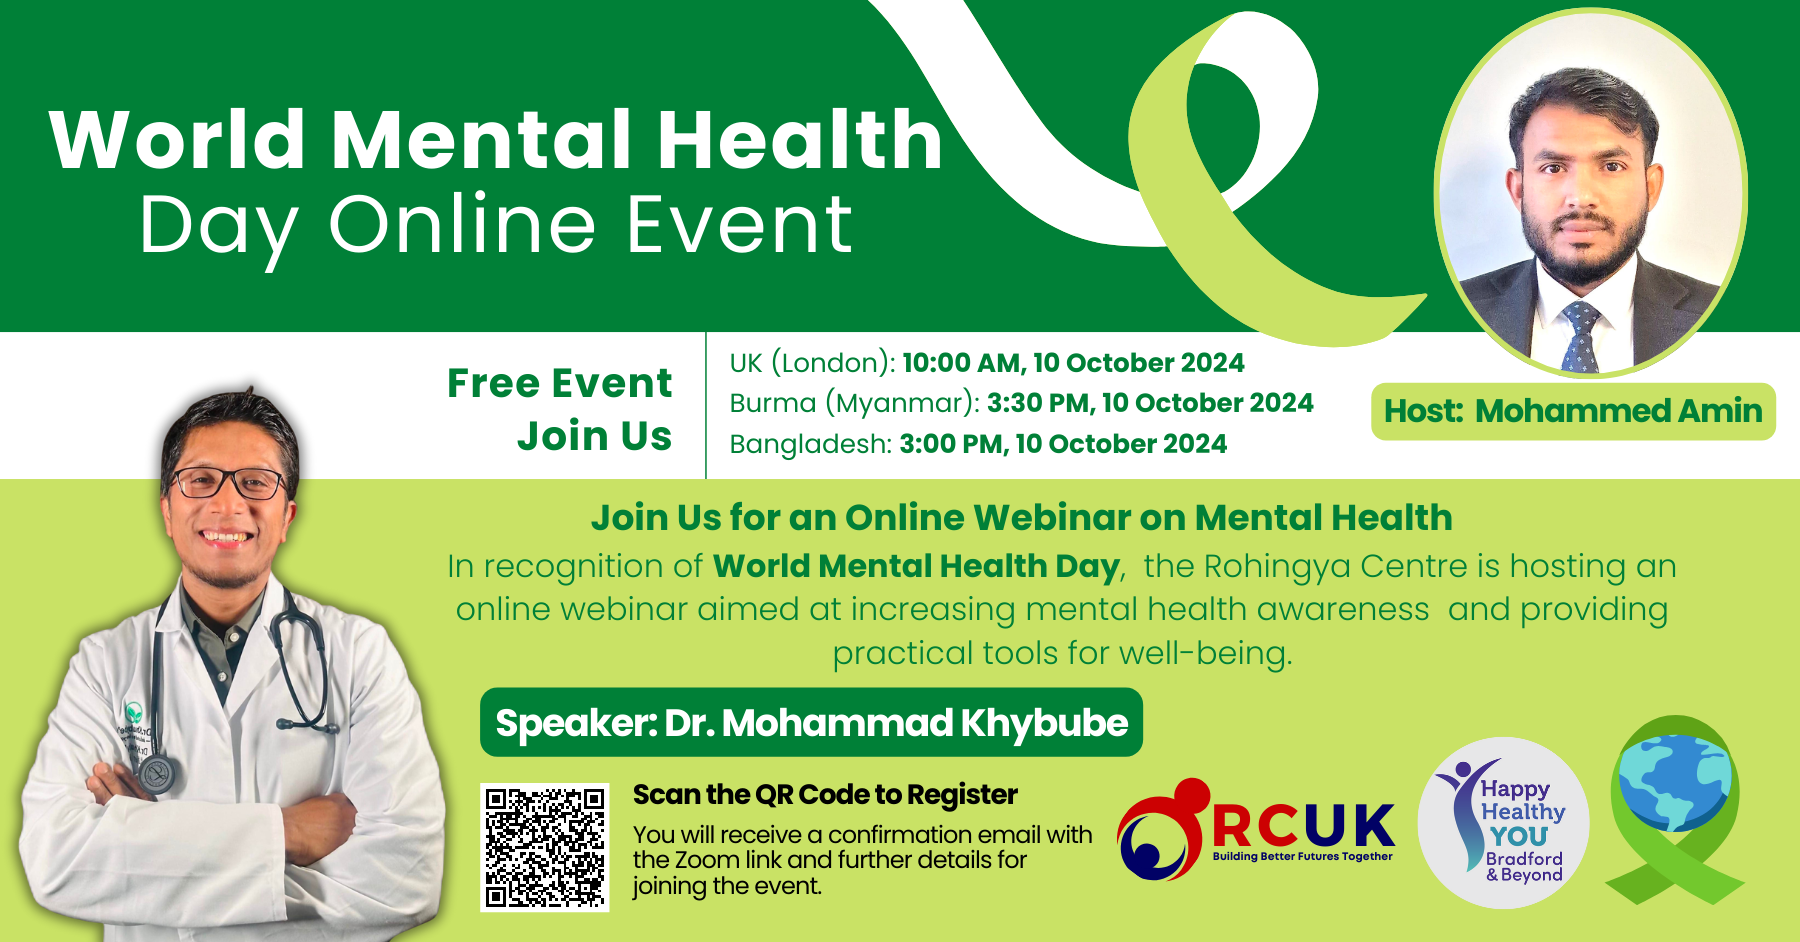 World Mental Health
Day Online Event
Free Event
Join Us
UK (London): 10:00 AM, 10 October 2024
Burma (Myanmar): 3:30 PM, 10 October 2024
Bangladesh: 3:00 PM, 10 October 2024
Host: Mohammed Amin
Join Us for an Online Webinar on Mental Health
In recognition of World Mental Health Day, the Rohingya Centre is hosting an
online webinar aimed at increasing mental health awareness and providing
practical tools for well-being.
Speaker: Dr. Mohammad Khybube
Scan the QR Code to Register
You will receive a confirmation email with
the Zoom link and further details for
joining the event.
RCUK
Building Better Futures Together
Happy
Healthy
YOU
Bradford
& Beyond